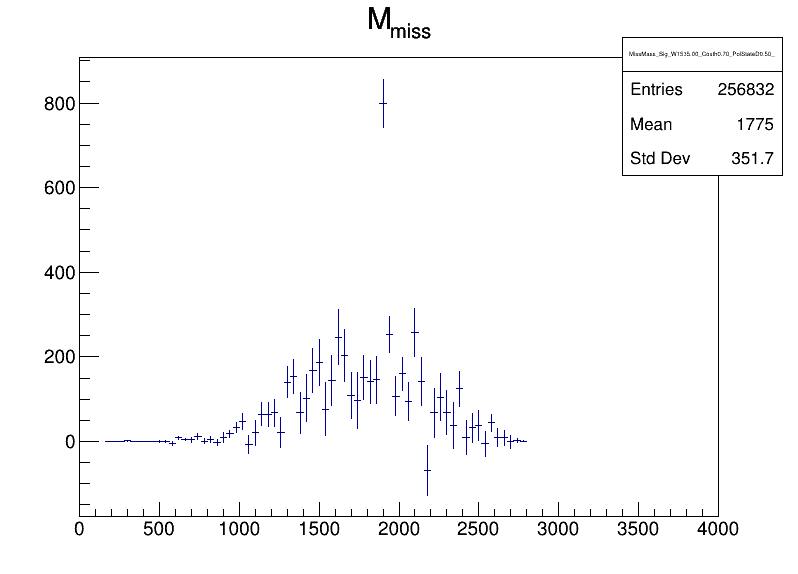 M_miss
MissMass_Sig_W1535.00_Costh0.70_PolStateD0.50_
Entries 256832
Mean 1775
Std Dev 351.7
800
600
400
200
0
0 500 1000 1500 2000 2500 3000 3500 4000